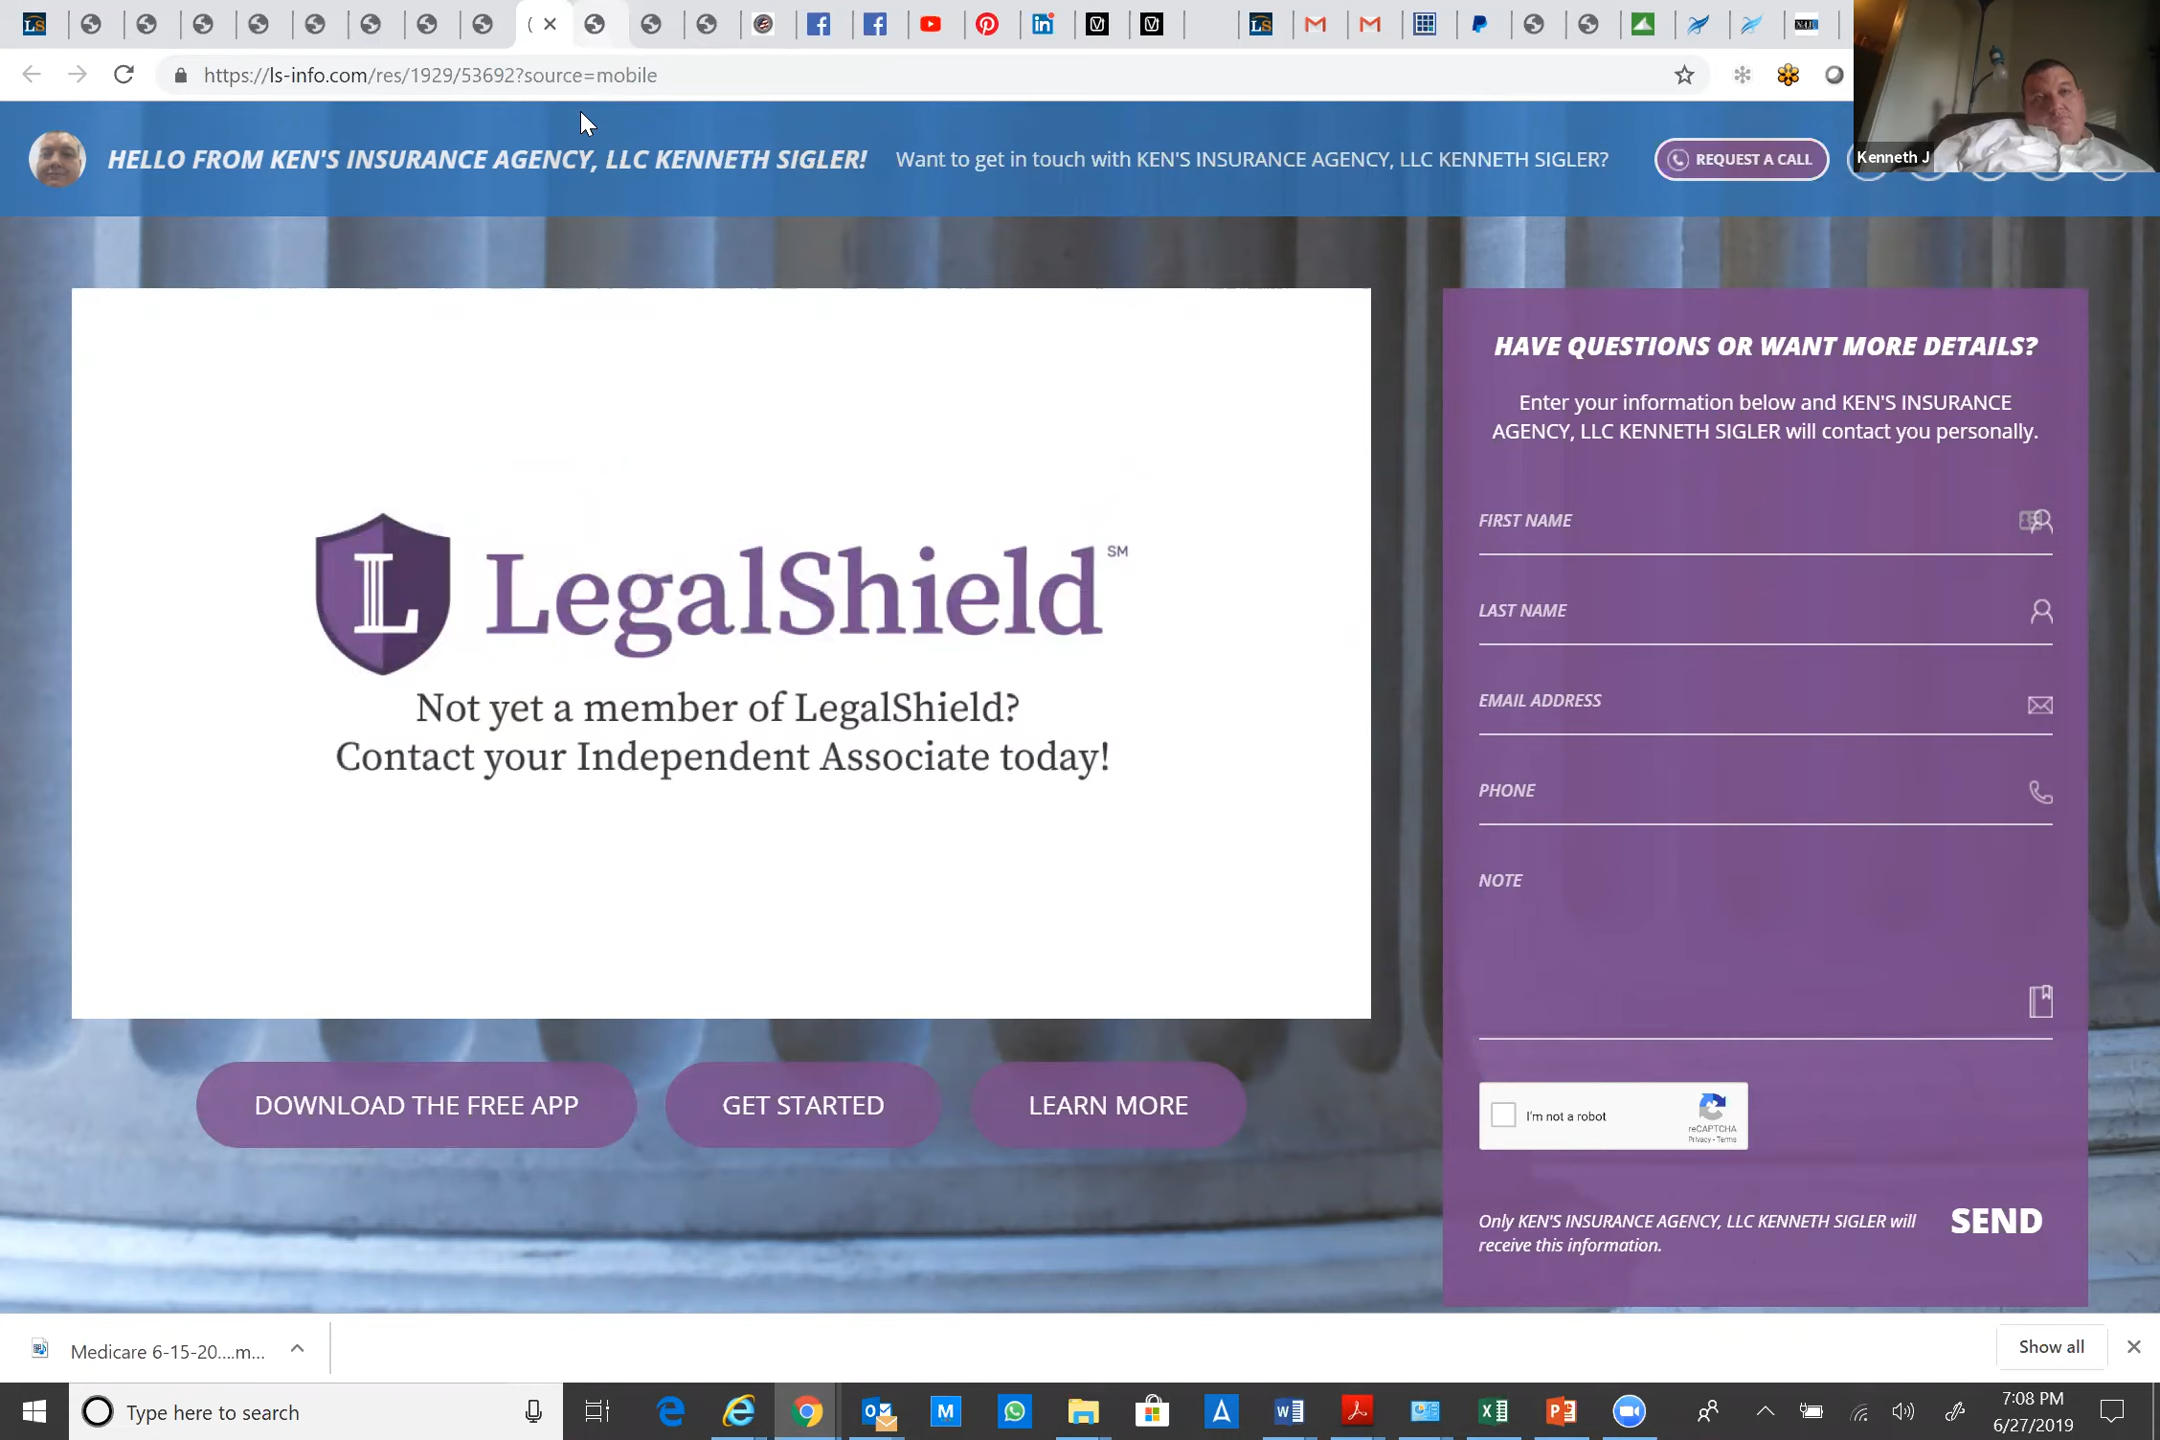 https://ls-info.com/res/1929/53692?source=mobile
Kenneth J
HELLO FROM KEN'S INSURANCE AGENCY, LLC KENNETH SIGLER!
Want to get in touch with KEN'S INSURANCE AGENCY, LLC KENNETH SIGLER?
REQUEST A CALL
L LegalShield SM
Not yet a member of LegalShield?
Contact your Independent Associate today!
DOWNLOAD THE FREE APP
GET STARTED
LEARN MORE
HAVE QUESTIONS OR WANT MORE DETAILS?
Enter your information below and KEN'S INSURANCE
AGENCY, LLC KENNETH SIGLER will contact you personally.
FIRST NAME
LAST NAME
EMAIL ADDRESS
PHONE
NOTE
I'm not a robot
reCAPTCHA
Privacy - Terms
Only KEN'S INSURANCE AGENCY, LLC KENNETH SIGLER will
receive this information.
SEND
Medicare 6-15-20....m...
Show all
Type here to search
7:08 PM
6/27/2019